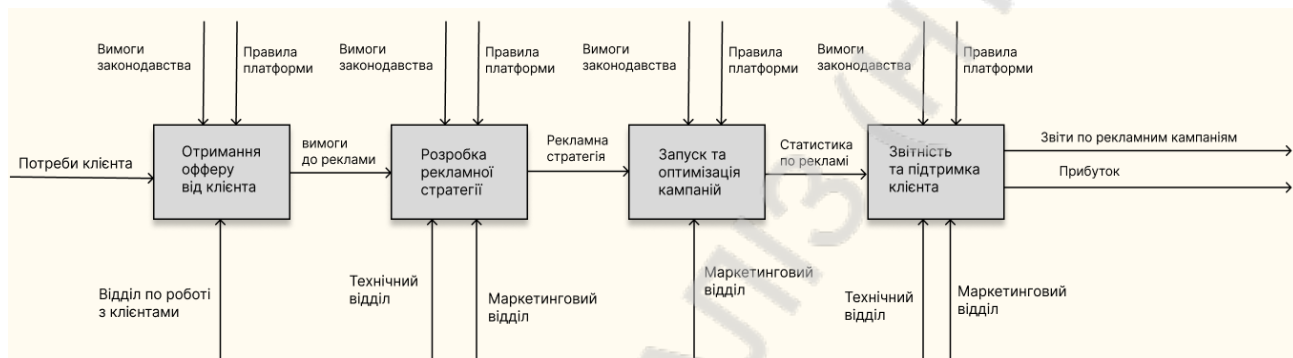 Вимоги
законодавства
Правила
платформи
Вимоги
законодавства
Правила
платформи
Вимоги
законодавства
Правила
платформи
Вимоги
законодавства
Правила
платформи
Потреби клієнта
Отримання
офферу
від клієнта
вимоги
до реклами
Розробка
рекламної
стратегії
Рекламна
стратегія
Запуск та
оптимізація
кампаній
Статистика
по рекламі
Звітність
та підтримка
клієнта
Звіти по рекламним кампаніям
Прибуток
Відділ по роботі
з клієнтами
Технічний
відділ
Маркетинговий
відділ
Маркетинговий
відділ
Технічний
відділ
Маркетинговий
відділ